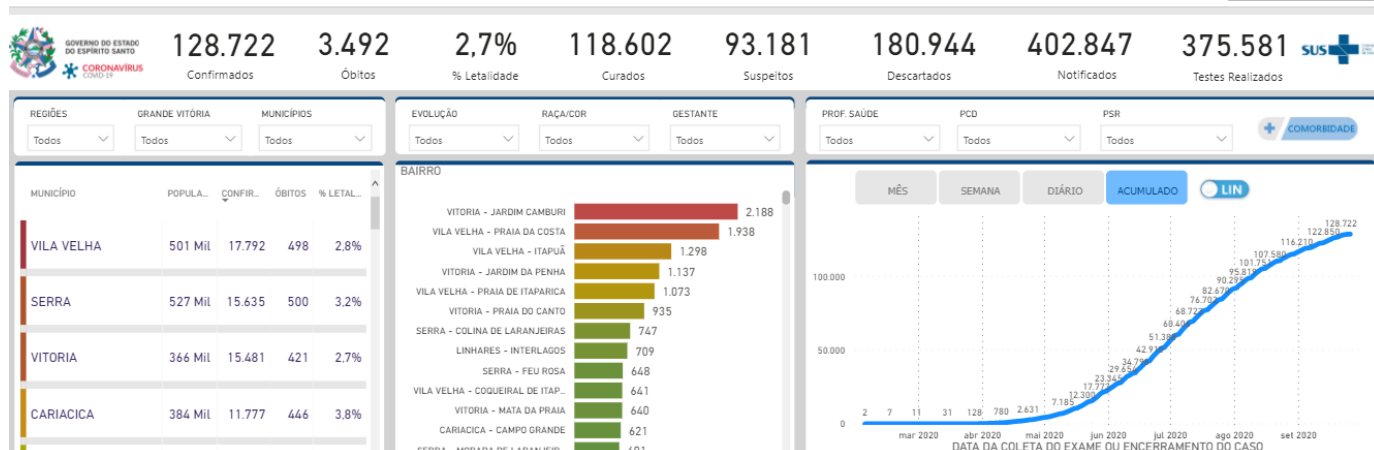 GOVERNO DO ESTADO
DO ESPÍRITO SANTO
CORONAVÍRUS
COVID-19
128.722
Confirmados
3.492
Óbitos
2,7%
% Letalidade
118.602
Curados
93.181
Suspeitos
180.944
Descartados
402.847
Notificados
375.581
Testes Realizados
SUS
REGIÕES GRANDE VITÓRIA MUNICÍPIOS
Todos Todos Todos
EVOLUÇÃO RAÇA/COR GESTANTE
Todos Todos Todos
PROF. SAÚDE PCD PSR
Todos Todos Todos
+ COMORBIDADE
MUNICÍPIO POPULA... CONFIR... ÓBITOS % LETAL...
VILA VELHA 501 Mil 17.792 498 2,8%
SERRA 527 Mil 15.635 500 3,2%
VITORIA 366 Mil 15.481 421 2,7%
CARIACICA 384 Mil 11.777 446 3,8%
BAIRRO
VITORIA - JARDIM CAMBURI 2.188
VILA VELHA - PRAIA DA COSTA 1.938
VILA VELHA - ITAPUÃ 1.298
VITORIA - JARDIM DA PENHA 1.137
VILA VELHA - PRAIA DE ITAPARICA 1.073
VITORIA - PRAIA DO CANTO 935
SERRA - COLINA DE LARANJEIRAS 747
LINHARES - INTERLAGOS 709
SERRA - FEU ROSA 648
VILA VELHA - COQUEIRAL DE ITAP... 641
VITORIA - MATA DA PRAIA 640
CARIACICA - CAMPO GRANDE 621
MÊS SEMANA DIÁRIO ACUMULADO LIN
128.722
122.850
116.210
107.580
101.751
95.818
90.295
82.670
76.702
68.723
60.401
51.380
42.919
34.795
29.654
23.345
17.773
12.300
7.185
2 7 11 31 128 780 2.631
100.000
50.000
0
mar 2020 abr 2020 mai 2020 jun 2020 jul 2020 ago 2020 set 2020
DATA DA COLETA DO EXAME OU ENCERRAMENTO DO CASO